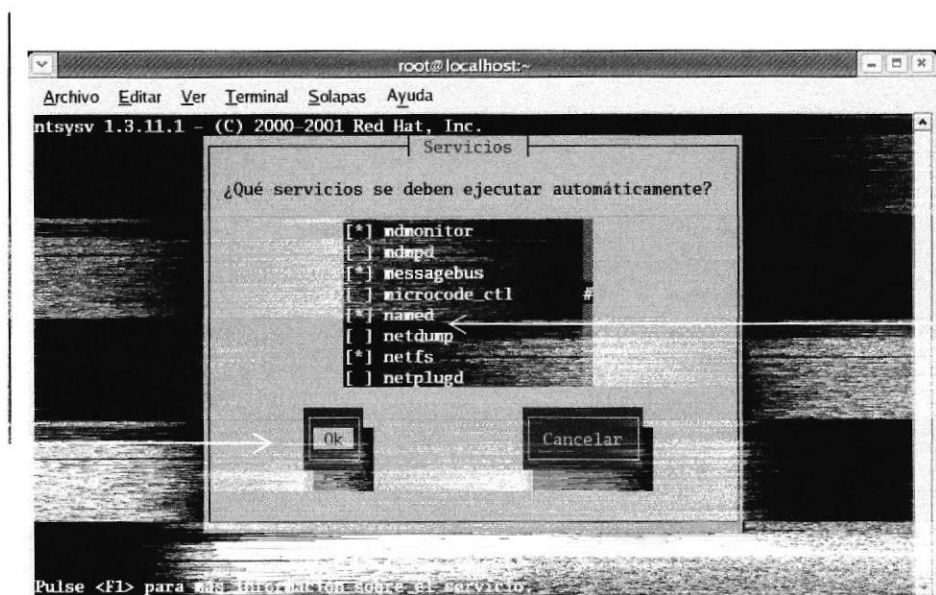 root@localhost:~
Archivo Editar Ver Terminal Solapas Ayuda
ntsysv 1.3.11.1 - (C) 2000-2001 Red Hat, Inc.
Servicios
¿Qué servicios se deben ejecutar automáticamente?
[*] mdmonitor
[ ] mdmpd
[*] messagebus
[ ] microcode_ctl #
[*] named
[ ] netdump
[*] netfs
[ ] netplugd
Ok Cancelar
Pulse <F1> para más información sobre el servicio.